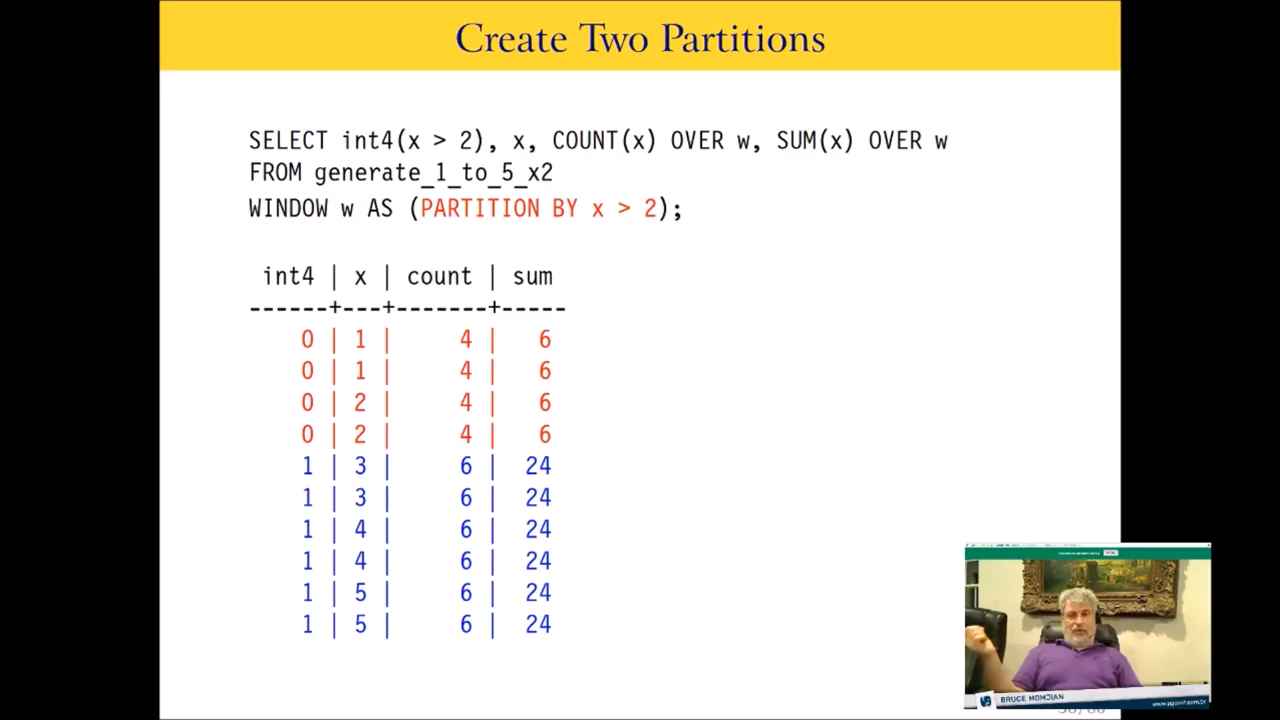 Create Two Partitions
SELECT int4(x > 2), x, COUNT(x) OVER w, SUM(x) OVER w
FROM generate_1_to_5_x2
WINDOW w AS (PARTITION BY x > 2);
int4 | x | count | sum
------+---+-------+-----
0 | 1 | 4 | 6
0 | 1 | 4 | 6
0 | 2 | 4 | 6
0 | 2 | 4 | 6
1 | 3 | 6 | 24
1 | 3 | 6 | 24
1 | 4 | 6 | 24
1 | 4 | 6 | 24
1 | 5 | 6 | 24
1 | 5 | 6 | 24
BRUCE MOMJIAN
www.pgconf.br